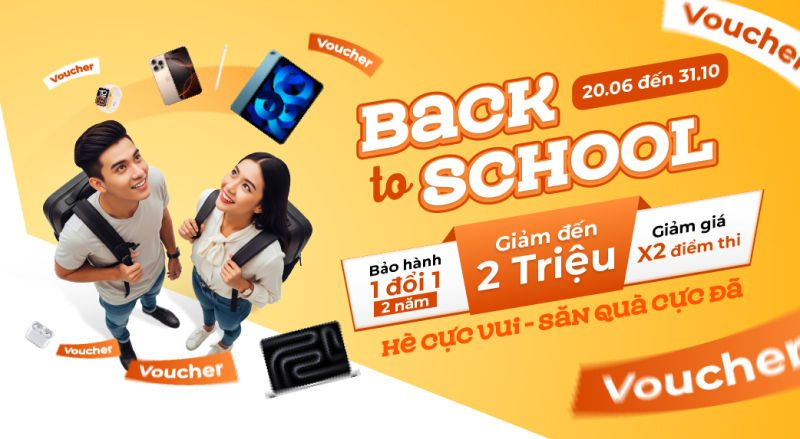 Voucher
Voucher
Voucher
20.06 đến 31.10
BACK
to SCHOOL
Bảo hành
1 đổi 1
2 năm
Giảm đến
2 Triệu
Giảm giá
X2 điểm thi
HÈ CỰC VUI - SĂN QUÀ CỰC ĐÃ
Voucher
Voucher
Voucher